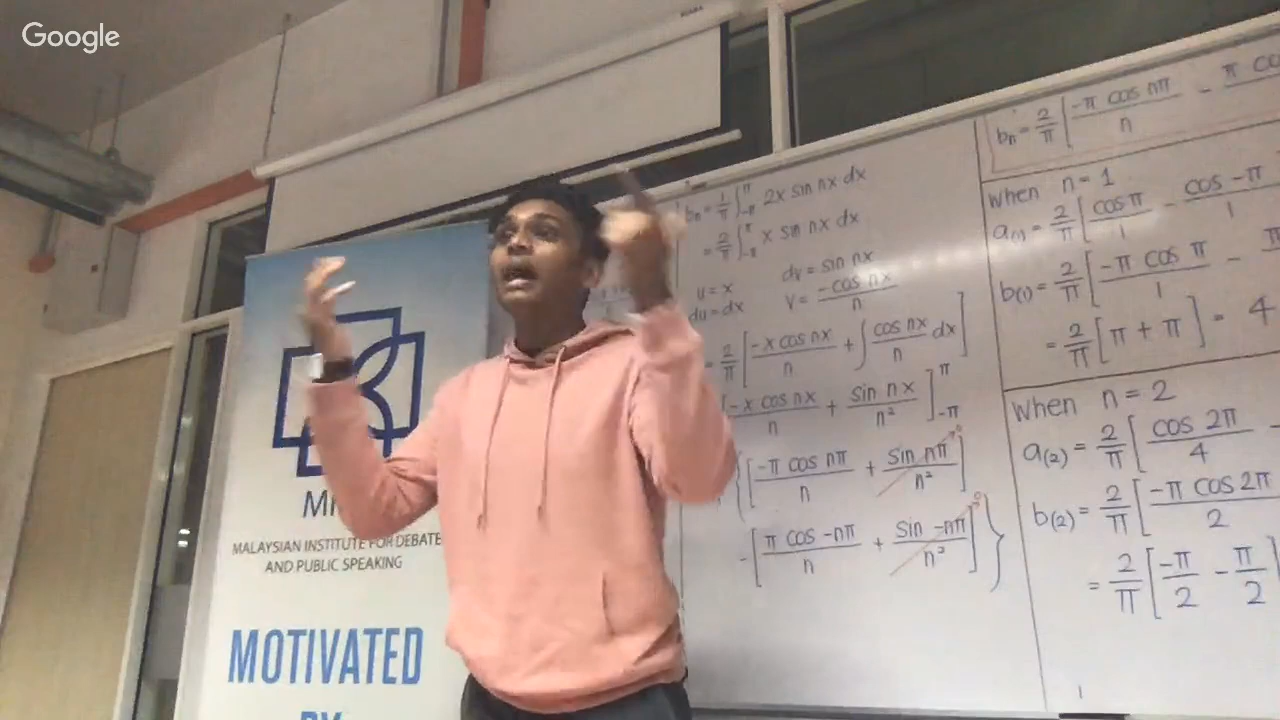 Google
MALAYSIAN INSTITUTE FOR DEBATE
AND PUBLIC SPEAKING
MOTIVATED
BY
bn = 1/π ∫_{-π}^{π} 2x sin nx dx
= 2/π ∫_{-π}^{π} x sin nx dx
u = x dv = sin nx
du = dx v = -cos nx / n
= 2/π [ -x cos nx / n + ∫ cos nx / n dx ]
[ -x cos nx / n + sin nx / n² ]_{-π}^{π}
{ [ -π cos nπ / n + sin nπ / n² ] 0
- [ π cos -nπ / n + sin -nπ / n² ] } 0
bn = 2/π [ -π cos nπ / n - π co
when n = 1
a(1) = 2/π [ cos π / 1 - cos -π / 1
b(1) = 2/π [ -π cos π / 1 - π
= 2/π [ π + π ] = 4
when n = 2
a(2) = 2/π [ cos 2π / 4 -
b(2) = 2/π [ -π cos 2π / 2
= 2/π [ -π / 2 - π / 2 ]